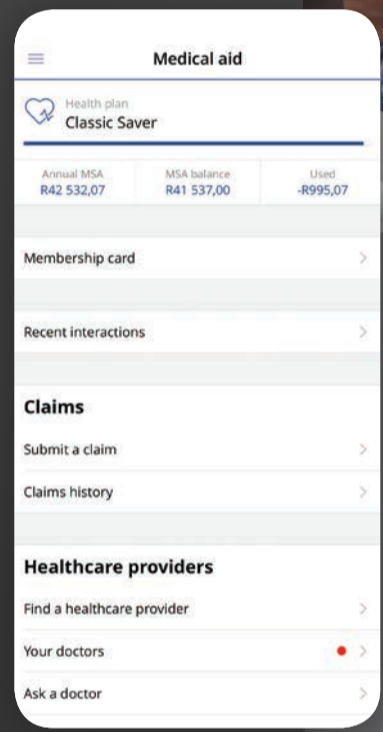 Medical aid
Health plan
Classic Saver
Annual MSA
MSA balance
Used
R42 532,07
R41 537,00
-R995,07
Membership card
Recent interactions
Claims
Submit a claim
Claims history
Healthcare providers
Find a healthcare provider
Your doctors
Ask a doctor